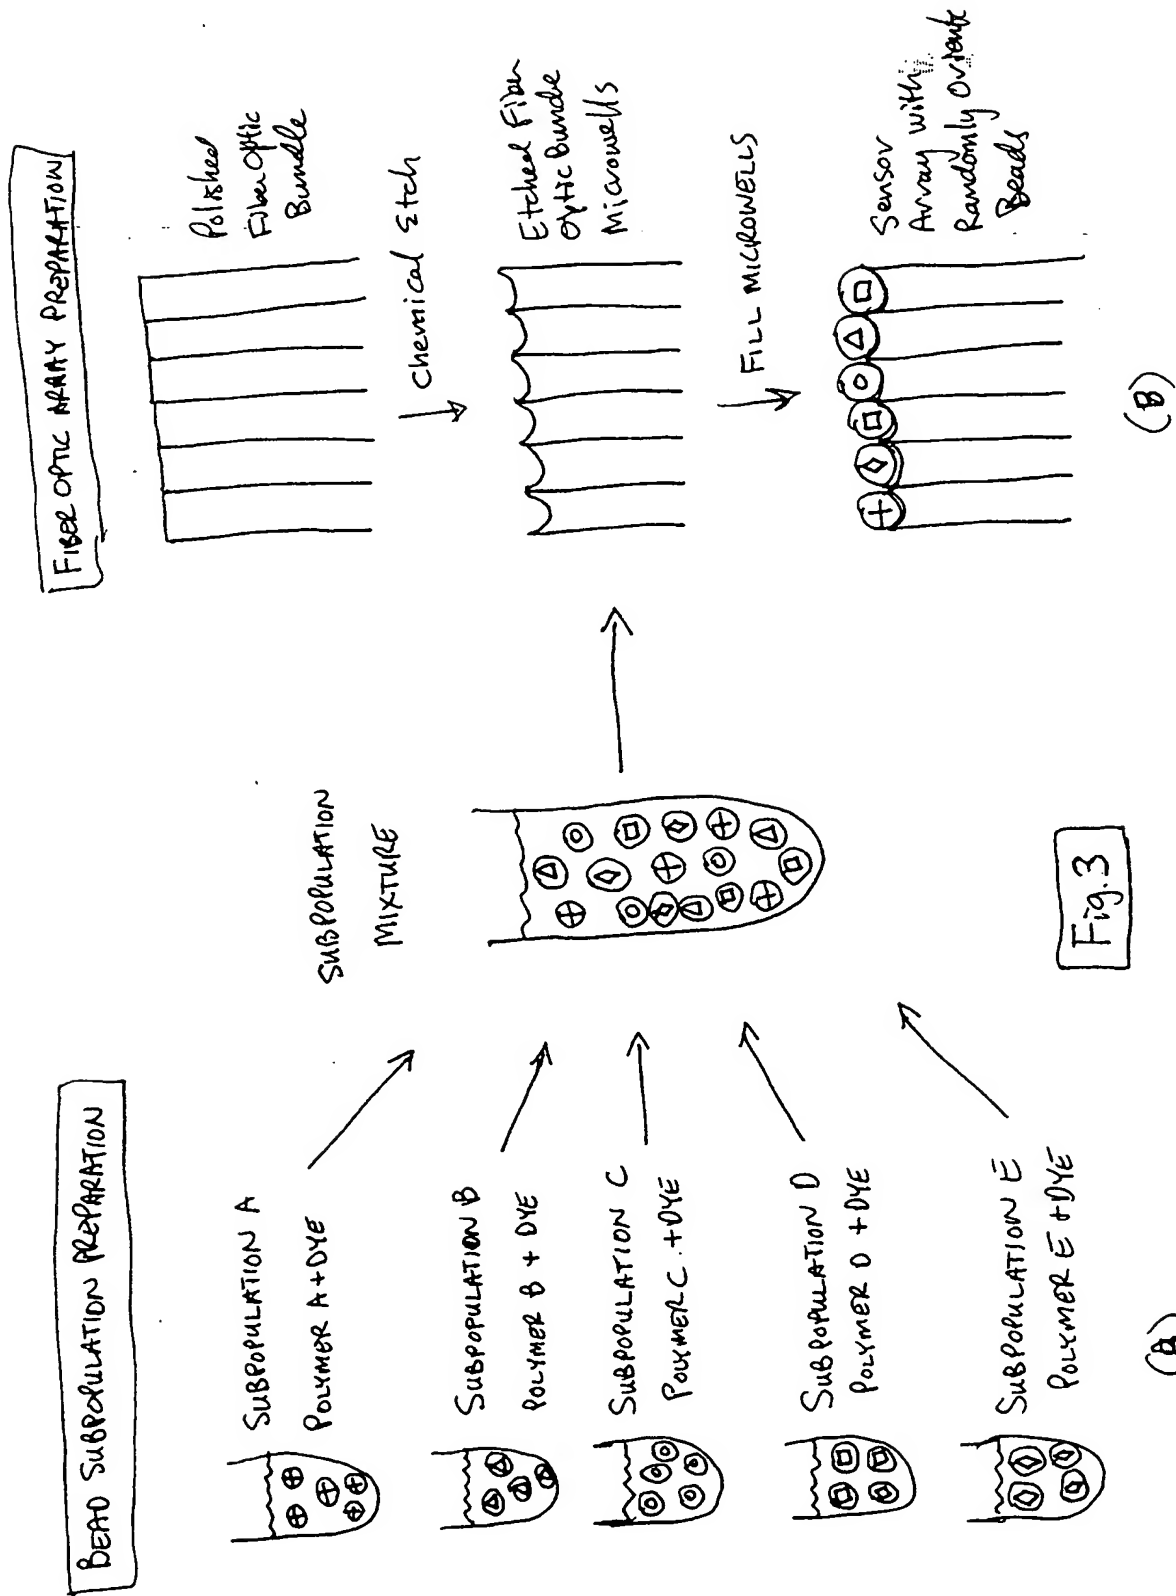 BEAD SUBPOPULATION PREPARATION
SUBPOPULATION A
POLYMER A + DYE
SUBPOPULATION B
POLYMER B + DYE
SUBPOPULATION C
POLYMER C. + DYE
SUBPOPULATION D
POLYMER D + DYE
SUBPOPULATION E
POLYMER E + DYE
(A)
SUBPOPULATION
MIXTURE
Fig. 3
FIBER OPTIC ARRAY PREPARATION
Polished
Fiber Optic
Bundle
Chemical Etch
Etched Fiber
Optic Bundle
Microwells
FILL MICROWELLS
Sensor
Array with
Randomly
Beads
(B)